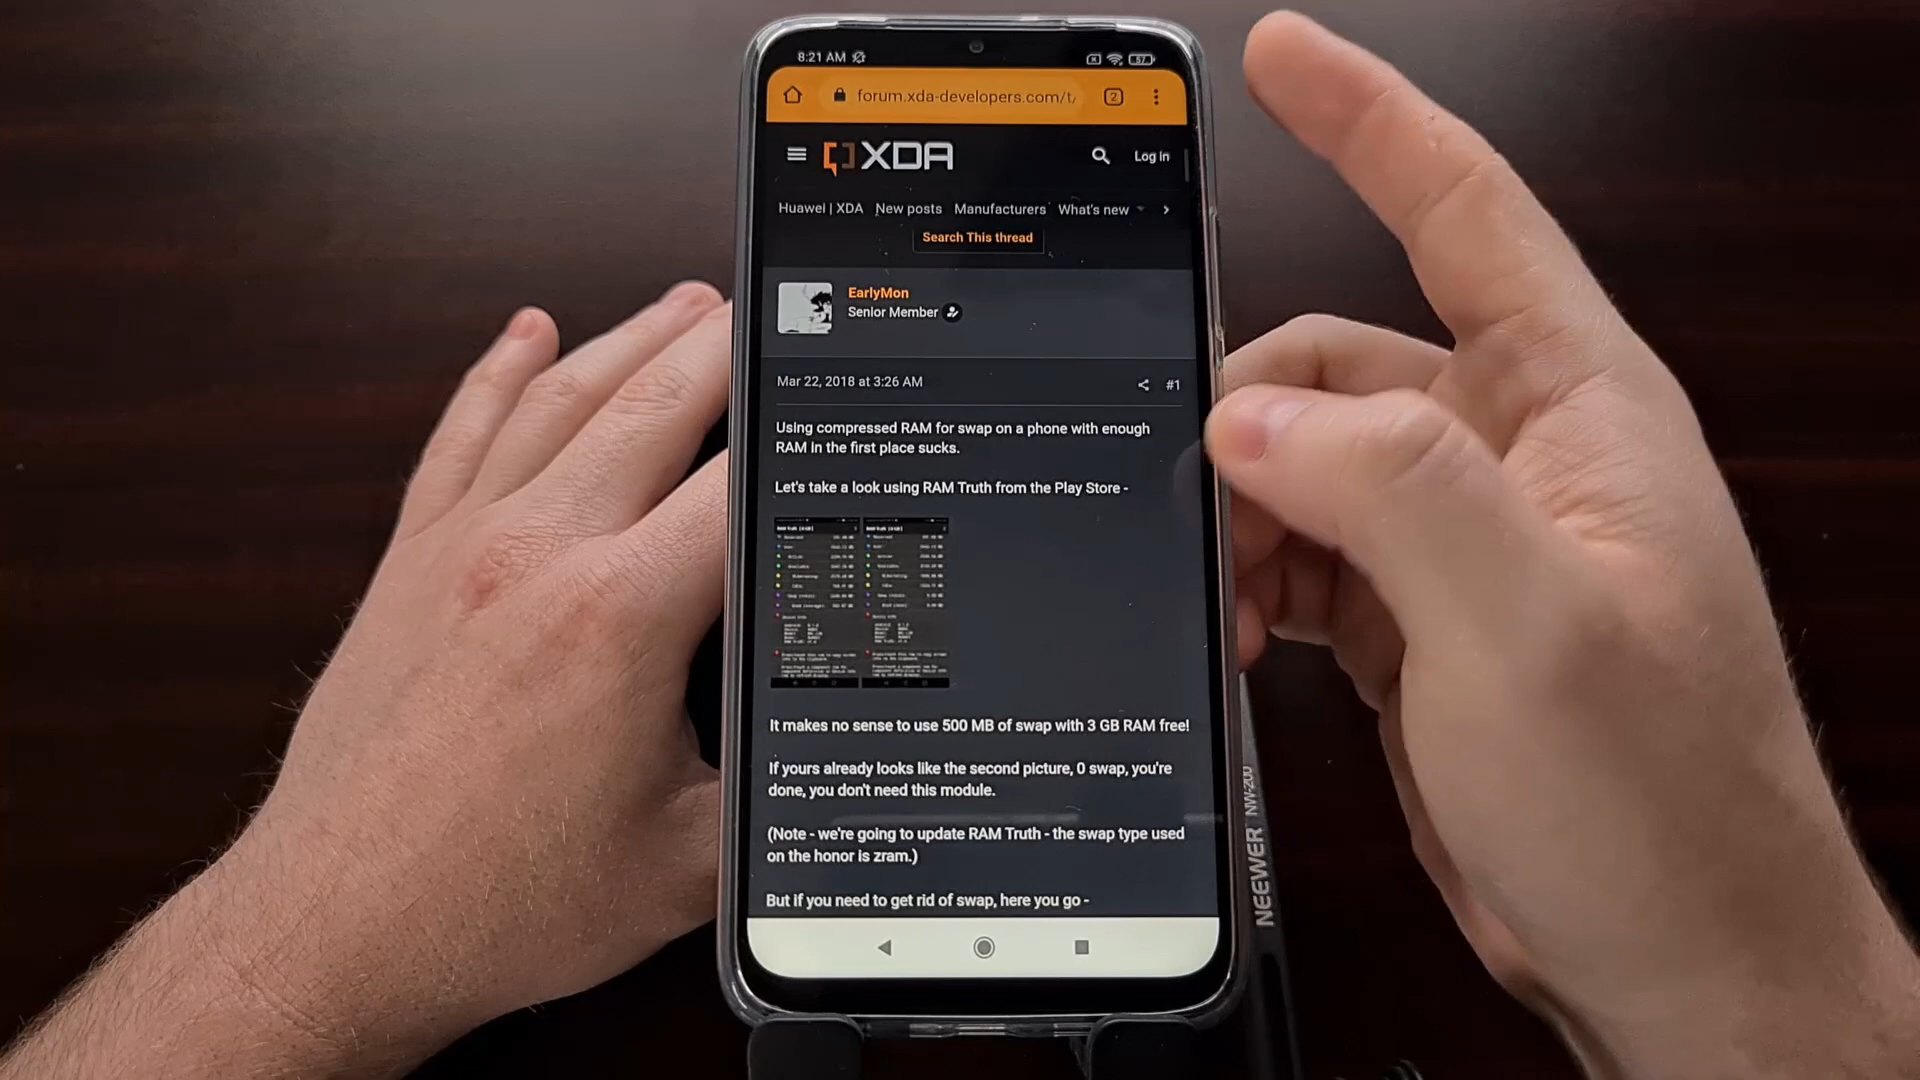 8:21 AM
57
forum.xda-developers.com/t/
2
XDA
Log in
Huawei | XDA New posts Manufacturers What's new
Search This thread
EarlyMon
Senior Member
Mar 22, 2018 at 3:26 AM
#1
Using compressed RAM for swap on a phone with enough
RAM in the first place sucks.
Let's take a look using RAM Truth from the Play Store -
It makes no sense to use 500 MB of swap with 3 GB RAM free!
If yours already looks like the second picture, 0 swap, you're
done, you don't need this module.
(Note - we're going to update RAM Truth - the swap type used
on the honor is zram.)
But if you need to get rid of swap, here you go -
NEEWER NW-200